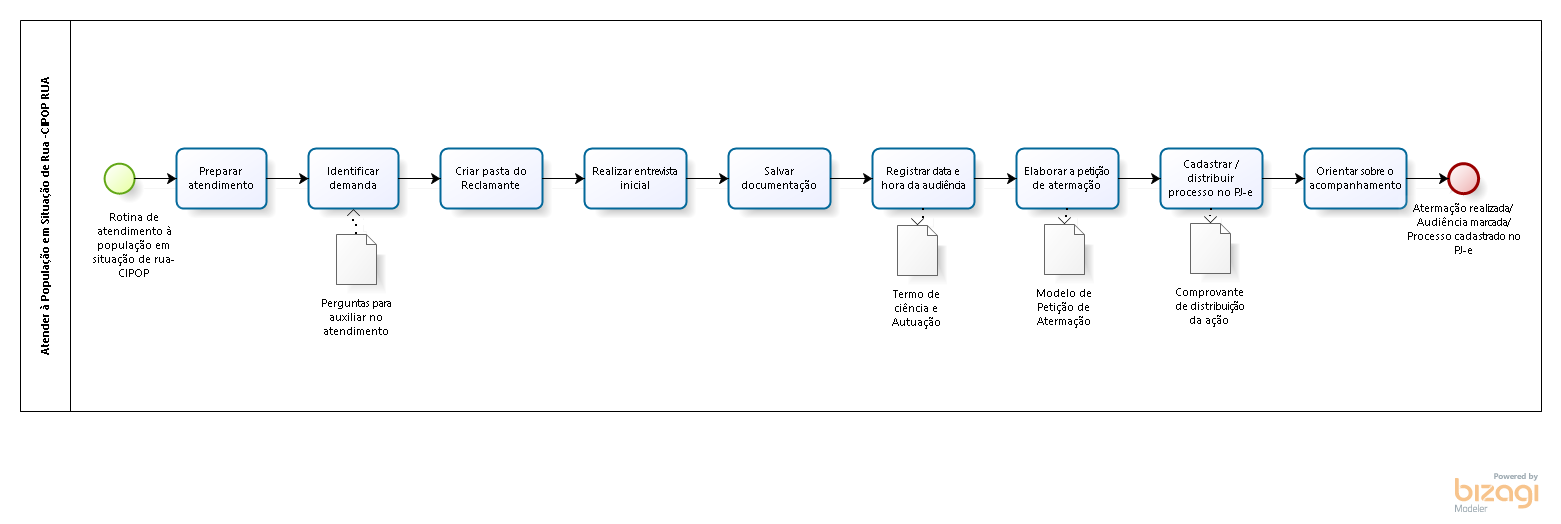 Atender à População em Situação de Rua -CIPOP RUA
Rotina de
atendimento à
população em
situação de rua-
CIPOP
Preparar
atendimento
Identificar
demanda
Perguntas para
auxiliar no
atendimento
Criar pasta do
Reclamante
Realizar entrevista
inicial
Salvar
documentação
Registrar data e
hora da audiência
Termo de
ciência e
Autuação
Elaborar a petição
de atermação
Modelo de
Petição de
Atermação
Cadastrar /
distribuir
processo no PJ-e
Comprovante
de distribuição
da ação
Orientar sobre o
acompanhamento
Atermação realizada/
Audiência marcada/
Processo cadastrado no
PJ-e
Powered by
bizagi
Modeler